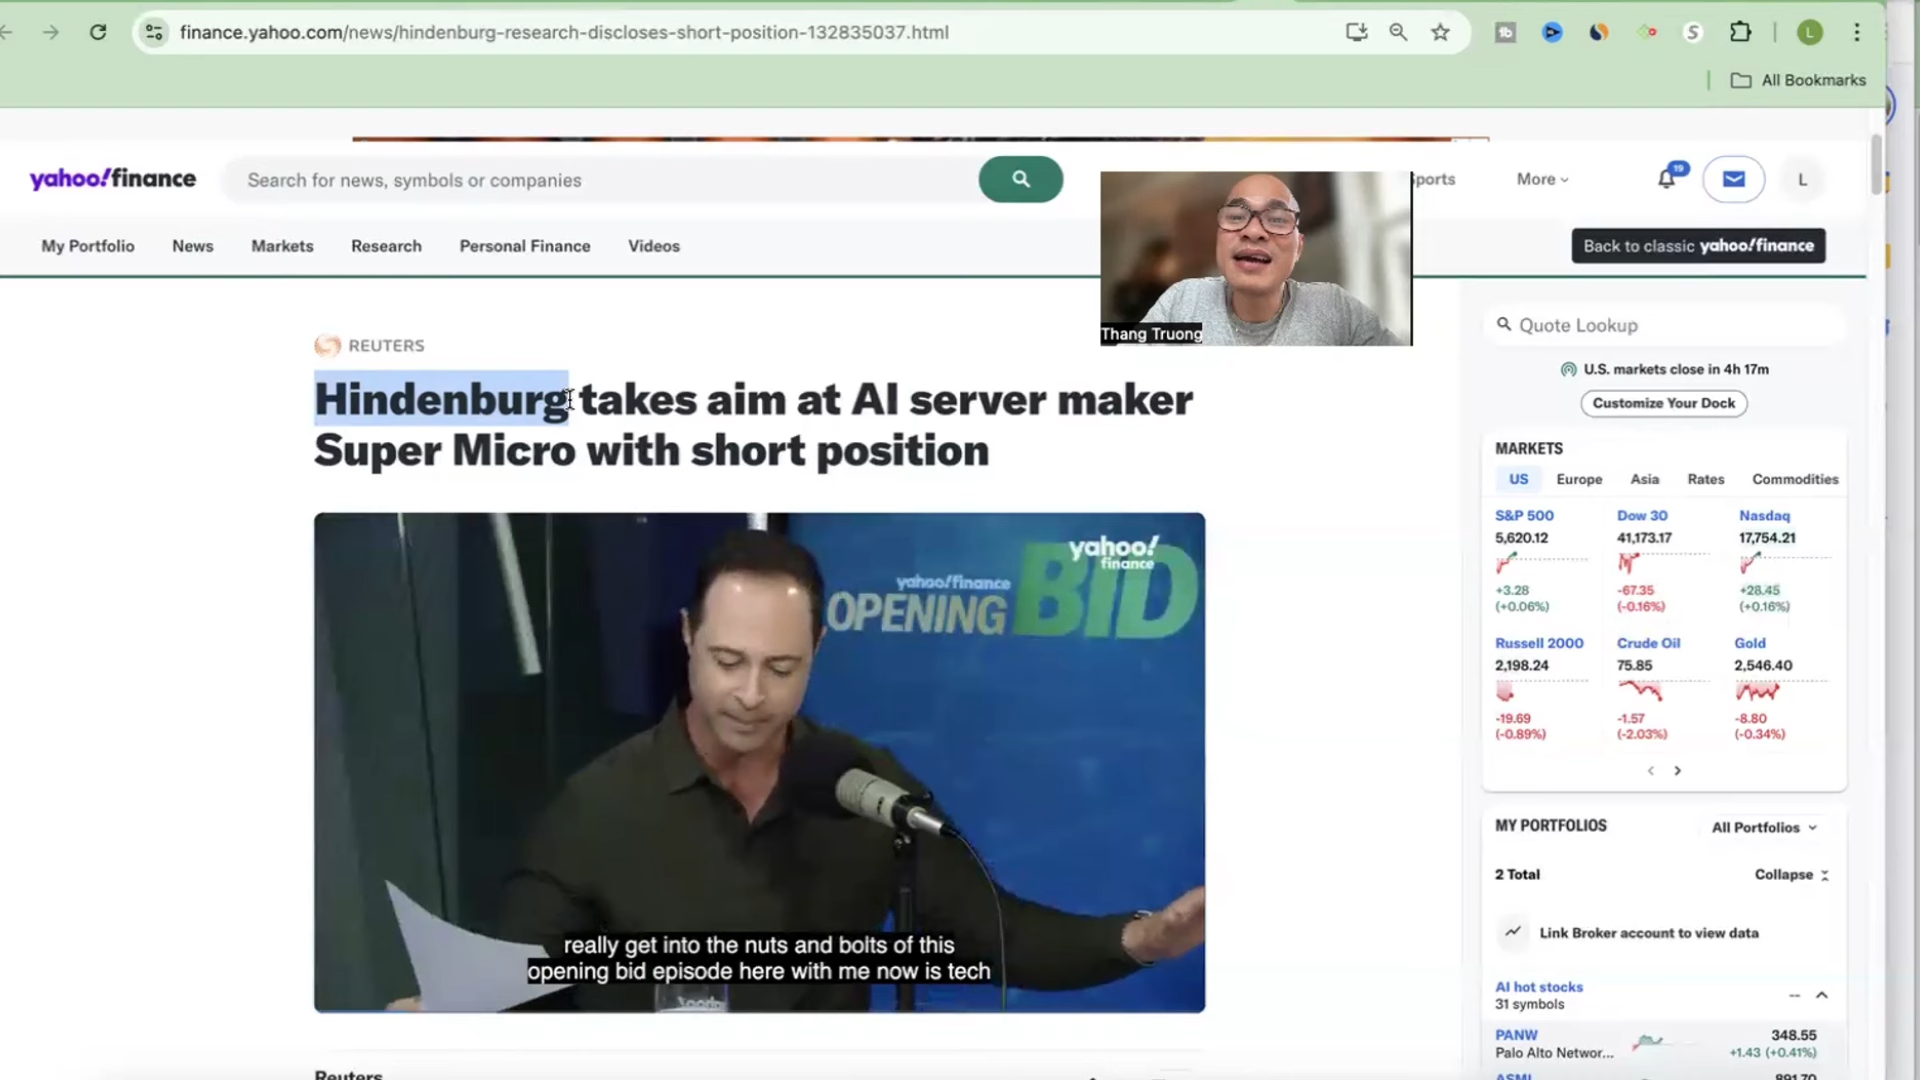 finance.yahoo.com/news/hindenburg-research-discloses-short-position-132835037.html
tb
S
L
All Bookmarks
yahoo!finance
Search for news, symbols or companies
Sports
More
19
L
My Portfolio
News
Markets
Research
Personal Finance
Videos
Back to classic yahoo!finance
Thang Truong
REUTERS
Hindenburg takes aim at AI server maker
Super Micro with short position
yahoo!
finance
yahoo!finance
OPENING BID
really get into the nuts and bolts of this
opening bid episode here with me now is tech
Reuters
Quote Lookup
U.S. markets close in 4h 17m
Customize Your Dock
MARKETS
US Europe Asia Rates Commodities
S&P 500 Dow 30 Nasdaq
5,620.12 41,173.17 17,754.21
+3.28 -67.35 +28.45
(+0.06%) (-0.16%) (+0.16%)
Russell 2000 Crude Oil Gold
2,198.24 75.85 2,546.40
-19.69 -1.57 -8.80
(-0.89%) (-2.03%) (-0.34%)
MY PORTFOLIOS All Portfolios
2 Total Collapse
Link Broker account to view data
AI hot stocks --
31 symbols
PANW 348.55
Palo Alto Networ... +1.43 (+0.41%)
ASML 891.70